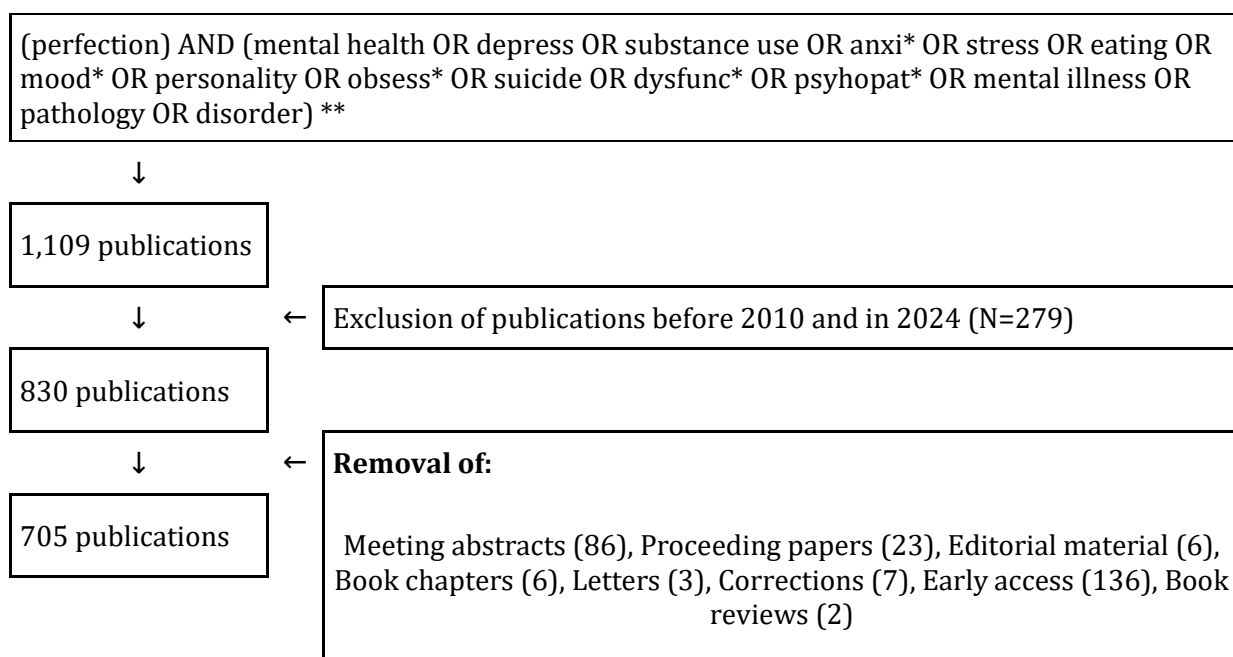 (perfection) AND (mental health OR depress OR substance use OR anxi* OR stress OR eating OR
mood* OR personality OR obsess* OR suicide OR dysfunc* OR psyhopat* OR mental illness OR
pathology OR disorder) **
↓
1,109 publications
↓
← Exclusion of publications before 2010 and in 2024 (N=279)
830 publications
↓
← Removal of:
705 publications
Meeting abstracts (86), Proceeding papers (23), Editorial material (6),
Book chapters (6), Letters (3), Corrections (7), Early access (136), Book
reviews (2)